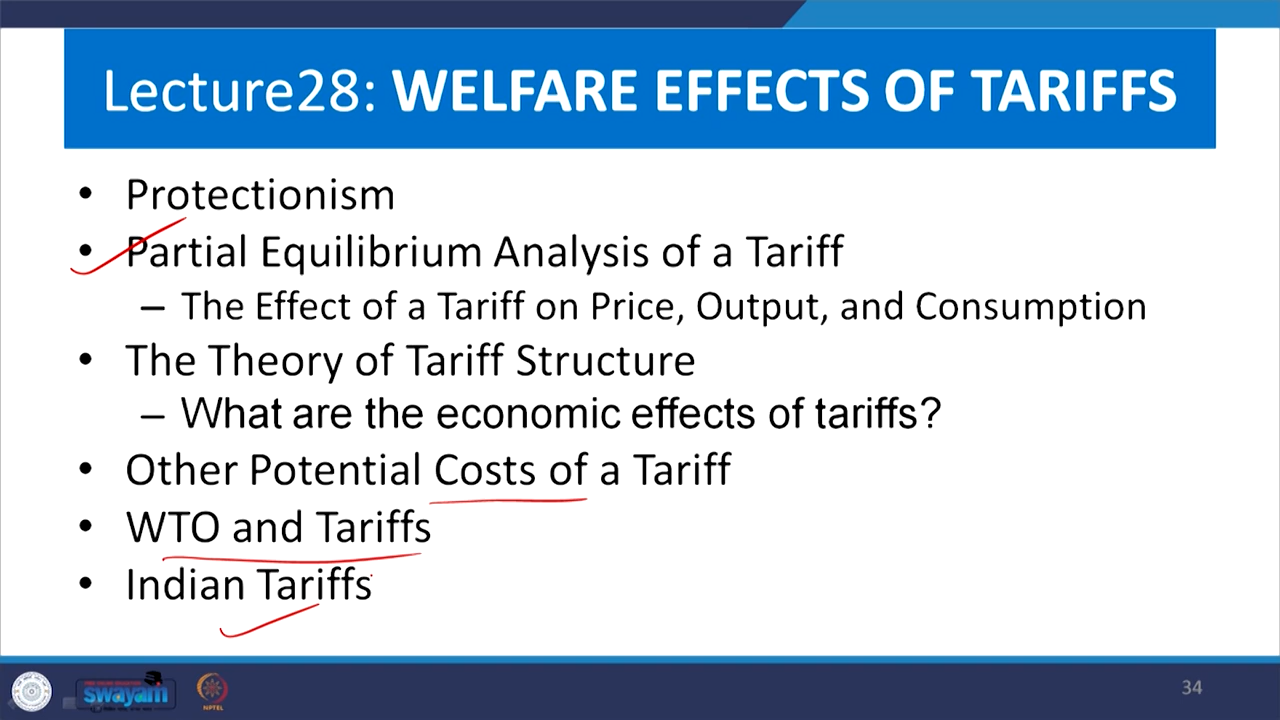 Lecture28: WELFARE EFFECTS OF TARIFFS
• Protectionism
• Partial Equilibrium Analysis of a Tariff
– The Effect of a Tariff on Price, Output, and Consumption
• The Theory of Tariff Structure
– What are the economic effects of tariffs?
• Other Potential Costs of a Tariff
• WTO and Tariffs
• Indian Tariffs
swayam
NPTEL
34